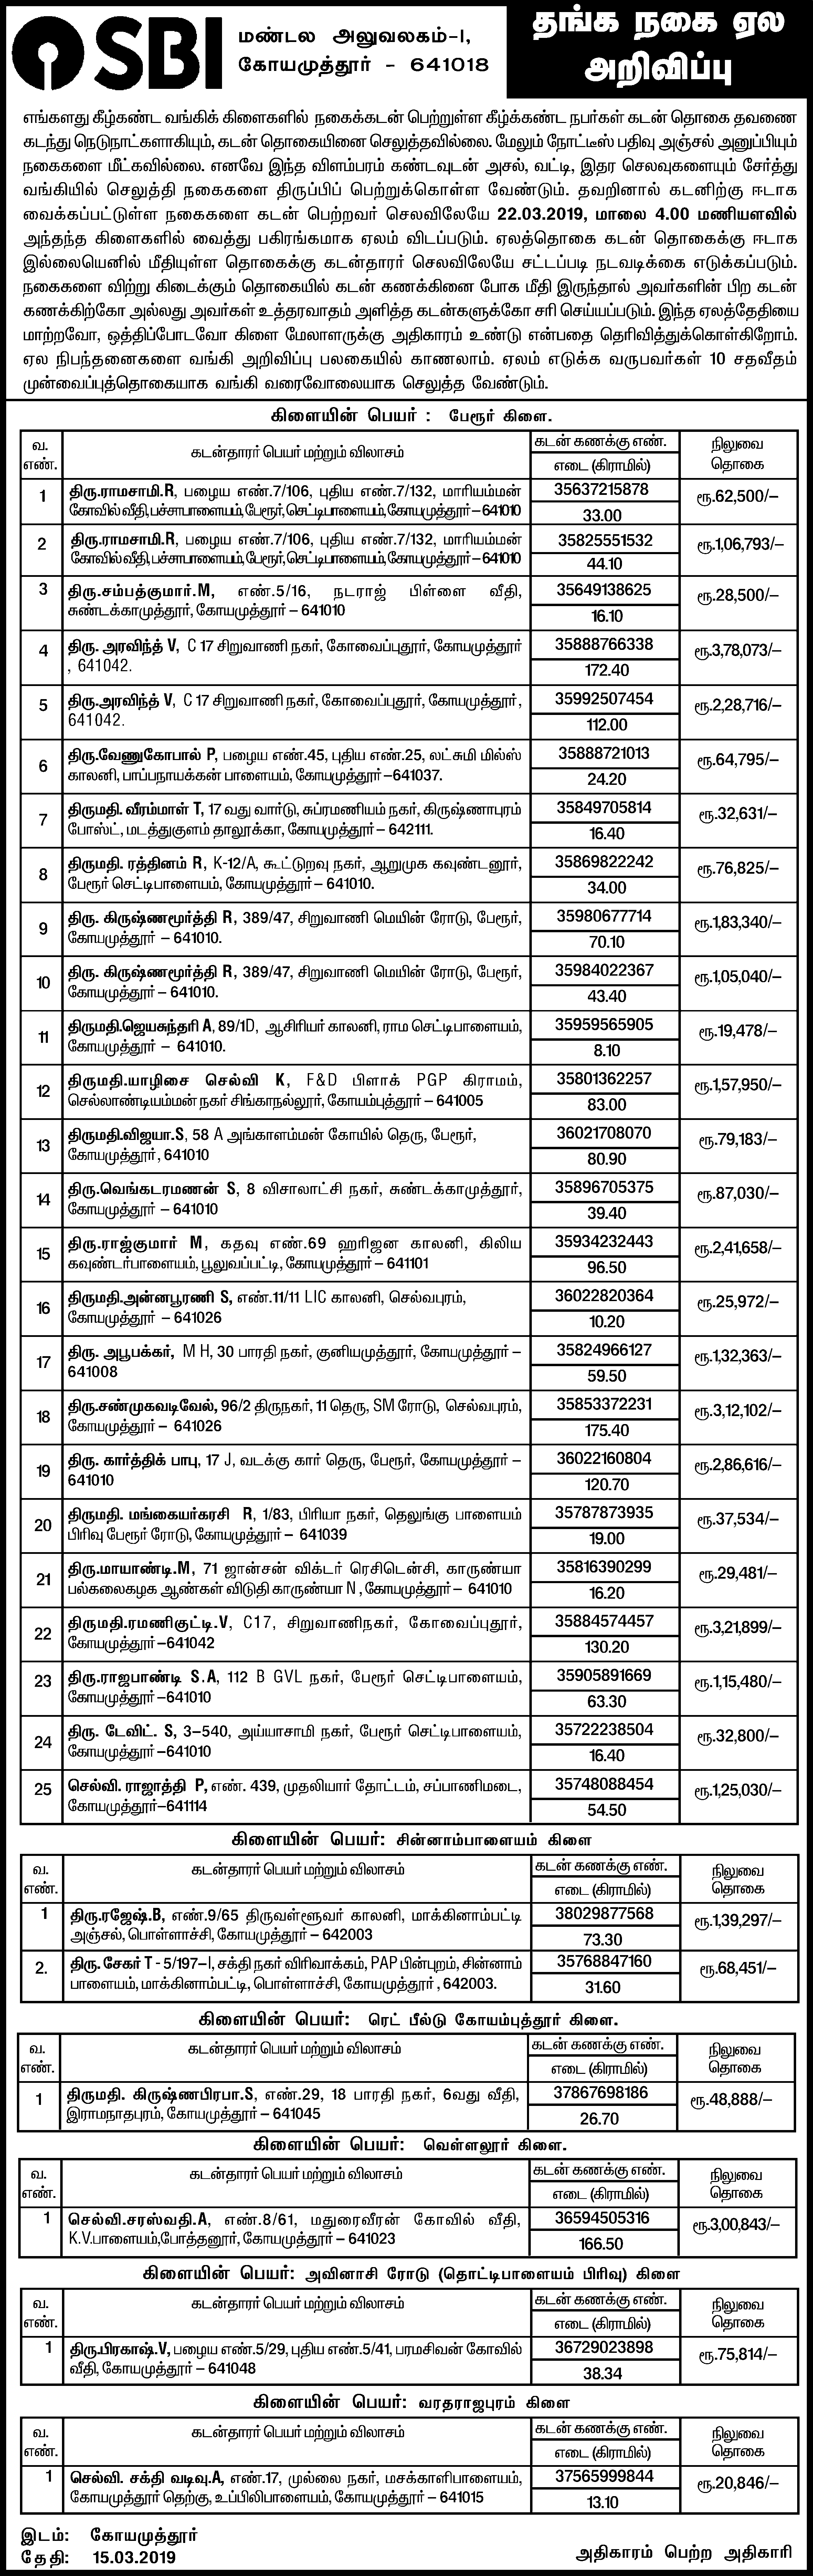 SBI
மண்டல அலுவலகம்–I,
கோயமுத்தூர் – 641018
தங்க நகை ஏல
அறிவிப்பு
எங்களது கீழ்கண்ட வங்கிக் கிளைகளில் நகைக்கடன் பெற்றுள்ள கீழ்க்கண்ட நபர்கள் கடன் தொகை தவணை
கடந்து நெடுநாட்களாகியும், கடன் தொகையினை செலுத்தவில்லை. மேலும் நோட்டீஸ் பதிவு அஞ்சல் அனுப்பியும்
நகைகளை மீட்கவில்லை. எனவே இந்த விளம்பரம் கண்டவுடன் அசல், வட்டி, இதர செலவுகளையும் சேர்த்து
வங்கியில் செலுத்தி நகைகளை திருப்பிப் பெற்றுக்கொள்ள வேண்டும். தவறினால் கடனிற்கு ஈடாக
வைக்கப்பட்டுள்ள நகைகளை கடன் பெற்றவர் செலவிலேயே 22.03.2019, மாலை 4.00 மணியளவில்
அந்தந்த கிளைகளில் வைத்து பகிரங்கமாக ஏலம் விடப்படும். ஏலத்தொகை கடன் தொகைக்கு ஈடாக
இல்லையெனில் மீதியுள்ள தொகைக்கு கடன்தாரர் செலவிலேயே சட்டப்படி நடவடிக்கை எடுக்கப்படும்.
நகைகளை விற்று கிடைக்கும் தொகையில் கடன் கணக்கினை போக மீதி இருந்தால் அவர்களின் பிற கடன்
கணக்கிற்கோ அல்லது அவர்கள் உத்தரவாதம் அளித்த கடன்களுக்கோ சரி செய்யப்படும். இந்த ஏலத்தேதியை
மாற்றவோ, ஒத்திப்போடவோ கிளை மேலாளருக்கு அதிகாரம் உண்டு என்பதை தெரிவித்துக்கொள்கிறோம்.
ஏல நிபந்தனைகளை வங்கி அறிவிப்பு பலகையில் காணலாம். ஏலம் எடுக்க வருபவர்கள் 10 சதவீதம்
முன்வைப்புத்தொகையாக வங்கி வரைவோலையாக செலுத்த வேண்டும்.
கிளையின் பெயர் : பேரூர் கிளை.
வ. எண். கடன்தாரர் பெயர் மற்றும் விலாசம் கடன் கணக்கு எண். எடை (கிராமில்) நிலுவை தொகை
1 திரு.ராமசாமி.R, பழைய எண்.7/106, புதிய எண்.7/132, மாரியம்மன் 35637215878 ரூ.62,500/–
கோவில் வீதி,பச்சாபாளையம்,பேரூர்,செட்டிபாளையம்,கோயமுத்தூர் – 641010 33.00
2 திரு.ராமசாமி.R, பழைய எண்.7/106, புதிய எண்.7/132, மாரியம்மன் 35825551532 ரூ.1,06,793/–
கோவில் வீதி,பச்சாபாளையம்,பேரூர்,செட்டிபாளையம்,கோயமுத்தூர் – 641010 44.10
3 திரு.சம்பத்குமார்.M, எண்.5/16, நடராஜ் பிள்ளை வீதி, 35649138625 ரூ.28,500/–
சுண்டக்காமுத்தூர், கோயமுத்தூர் – 641010 16.10
4 திரு. அரவிந்த் V, C 17 சிறுவாணி நகர், கோவைப்புதூர், கோயமுத்தூர் 35888766338 ரூ.3,78,073/–
, 641042. 172.40
5 திரு.அரவிந்த் V, C 17 சிறுவாணி நகர், கோவைப்புதூர், கோயமுத்தூர் , 35992507454 ரூ.2,28,716/–
641042. 112.00
6 திரு.வேணுகோபால் P, பழைய எண்.45, புதிய எண்.25, லட்சுமி மில்ஸ் 35888721013 ரூ.64,795/–
காலனி, பாப்பநாயக்கன் பாளையம், கோயமுத்தூர் –641037. 24.20
7 திருமதி. வீரம்மாள் T, 17 வது வார்டு, சுப்ரமணியம் நகர், கிருஷ்ணாபுரம் 35849705814 ரூ.32,631/–
போஸ்ட், மடத்துகுளம் தாலூக்கா, கோயமுத்தூர் – 642111. 16.40
8 திருமதி. ரத்தினம் R, K-12/A, கூட்டுறவு நகர், ஆறுமுக கவுண்டனூர், 35869822242 ரூ.76,825/–
பேரூர் செட்டிபாளையம், கோயமுத்தூர் – 641010. 34.00
9 திரு. கிருஷ்ணமூர்த்தி R, 389/47, சிறுவாணி மெயின் ரோடு, பேரூர், 35980677714 ரூ.1,83,340/–
கோயமுத்தூர் – 641010. 70.10
10 திரு. கிருஷ்ணமூர்த்தி R, 389/47, சிறுவாணி மெயின் ரோடு, பேரூர், 35984022367 ரூ.1,05,040/–
கோயமுத்தூர் – 641010. 43.40
11 திருமதி.ஜெயசுந்தரி A, 89/1D, ஆசிரியர் காலனி, ராம செட்டிபாளையம், 35959565905 ரூ.19,478/–
கோயமுத்தூர் – 641010. 8.10
12 திருமதி.யாழிசை செல்வி K, F&D பிளாக் PGP கிராமம், 35801362257 ரூ.1,57,950/–
செல்லாண்டியம்மன் நகர் சிங்காநல்லூர், கோயம்புத்தூர் – 641005 83.00
13 திருமதி.விஜயா.S, 58 A அங்காளம்மன் கோயில் தெரு, பேரூர், 36021708070 ரூ.79,183/–
கோயமுத்தூர் , 641010 80.90
14 திரு.வெங்கடரமணன் S, 8 விசாலாட்சி நகர், சுண்டக்காமுத்தூர், 35896705375 ரூ.87,030/–
கோயமுத்தூர் – 641010 39.40
15 திரு.ராஜ்குமார் M, கதவு எண்.69 ஹரிஜன காலனி, கிலிய 35934232443 ரூ.2,41,658/–
கவுண்டர்பாளையம், பூலுவப்பட்டி, கோயமுத்தூர் – 641101 96.50
16 திருமதி.அன்னபூரணி S, எண்.11/11 LIC காலனி, செல்வபுரம், 36022820364 ரூ.25,972/–
கோயமுத்தூர் – 641026 10.20
17 திரு. அபூபக்கர், M H, 30 பாரதி நகர், குனியமுத்தூர், கோயமுத்தூர் – 35824966127 ரூ.1,32,363/–
641008 59.50
18 திரு.சண்முகவடிவேல், 96/2 திருநகர், 11 தெரு, SM ரோடு, செல்வபுரம், 35853372231 ரூ.3,12,102/–
கோயமுத்தூர் – 641026 175.40
19 திரு. கார்த்திக் பாபு, 17 J, வடக்கு கார் தெரு, பேரூர், கோயமுத்தூர் – 36022160804 ரூ.2,86,616/–
641010 120.70
20 திருமதி. மங்கையர்கரசி R, 1/83, பிரியா நகர், தெலுங்கு பாளையம் 35787873935 ரூ.37,534/–
பிரிவு பேரூர் ரோடு, கோயமுத்தூர் – 641039 19.00
21 திரு.மாயாண்டி.M, 71 ஜான்சன் விக்டர் ரெசிடென்சி, காருண்யா 35816390299 ரூ.29,481/–
பல்கலைகழக ஆண்கள் விடுதி காருண்யா N , கோயமுத்தூர் – 641010 16.20
22 திருமதி.ரமணிகுட்டி.V, C17, சிறுவாணிநகர், கோவைப்புதூர், 35884574457 ரூ.3,21,899/–
கோயமுத்தூர் –641042 130.20
23 திரு.ராஜபாண்டி S.A, 112 B GVL நகர், பேரூர் செட்டிபாளையம், 35905891669 ரூ.1,15,480/–
கோயமுத்தூர் –641010 63.30
24 திரு. டேவிட். S, 3–540, அய்யாசாமி நகர், பேரூர் செட்டிபாளையம், 35722238504 ரூ.32,800/–
கோயமுத்தூர் –641010 16.40
25 செல்வி. ராஜாத்தி P, எண். 439, முதலியார் தோட்டம், சப்பாணிமடை, 35748088454 ரூ.1,25,030/–
கோயமுத்தூர்–641114 54.50
கிளையின் பெயர்: சின்னாம்பாளையம் கிளை
வ. எண். கடன்தாரர் பெயர் மற்றும் விலாசம் கடன் கணக்கு எண். எடை (கிராமில்) நிலுவை தொகை
1 திரு.ரஜேஷ்.B, எண்.9/65 திருவள்ளூவர் காலனி, மாக்கினாம்பட்டி 38029877568 ரூ.1,39,297/–
அஞ்சல், பொள்ளாச்சி, கோயமுத்தூர் – 642003 73.30
2. திரு. சேகர் T - 5/197–I, சக்தி நகர் விரிவாக்கம், PAP பின்புறம், சின்னாம் 35768847160 ரூ.68,451/–
பாளையம், மாக்கினாம்பட்டி, பொள்ளாச்சி, கோயமுத்தூர் , 642003. 31.60
கிளையின் பெயர்: ரெட் பீல்டு கோயம்புத்தூர் கிளை.
வ. எண். கடன்தாரர் பெயர் மற்றும் விலாசம் கடன் கணக்கு எண். எடை (கிராமில்) நிலுவை தொகை
1 திருமதி. கிருஷ்ணபிரபா.S, எண்.29, 18 பாரதி நகர், 6வது வீதி, 37867698186 ரூ.48,888/–
இராமநாதபுரம், கோயமுத்தூர் – 641045 26.70
கிளையின் பெயர்: வெள்ளலூர் கிளை.
வ. எண். கடன்தாரர் பெயர் மற்றும் விலாசம் கடன் கணக்கு எண். எடை (கிராமில்) நிலுவை தொகை
1 செல்வி.சரஸ்வதி.A, எண்.8/61, மதுரைவீரன் கோவில் வீதி, 36594505316 ரூ.3,00,843/–
K.V.பாளையம்,போத்தனூர், கோயமுத்தூர் – 641023 166.50
கிளையின் பெயர்: அவினாசி ரோடு (தொட்டிபாளையம் பிரிவு) கிளை
வ. எண். கடன்தாரர் பெயர் மற்றும் விலாசம் கடன் கணக்கு எண். எடை (கிராமில்) நிலுவை தொகை
1 திரு.பிரகாஷ்.V, பழைய எண்.5/29, புதிய எண்.5/41, பரமசிவன் கோவில் 36729023898 ரூ.75,814/–
வீதி, கோயமுத்தூர் – 641048 38.34
கிளையின் பெயர்: வரதராஜபுரம் கிளை
வ. எண். கடன்தாரர் பெயர் மற்றும் விலாசம் கடன் கணக்கு எண். எடை (கிராமில்) நிலுவை தொகை
1 செல்வி. சக்தி வடிவு.A, எண்.17, முல்லை நகர், மசக்காளிபாளையம், 37565999844 ரூ.20,846/–
கோயமுத்தூர் தெற்கு, உப்பிலிபாளையம், கோயமுத்தூர் – 641015 13.10
இடம்: கோயமுத்தூர்
தேதி: 15.03.2019 அதிகாரம் பெற்ற அதிகாரி